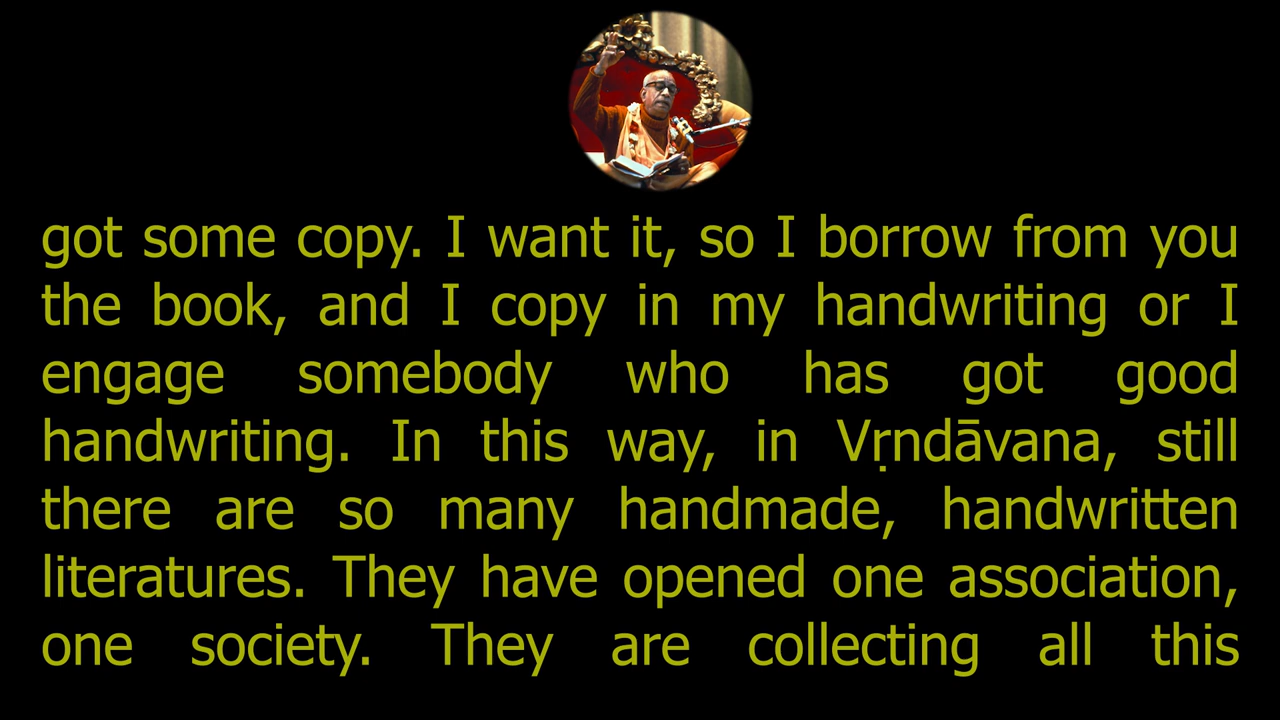 got some copy. I want it, so I borrow from you
the book, and I copy in my handwriting or I
engage somebody who has got good
handwriting. In this way, in Vṛndāvana, still
there are so many handmade, handwritten
literatures. They have opened one association,
one society. They are collecting all this